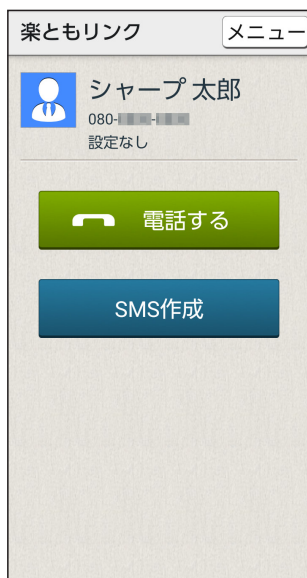 楽ともリンク
メニュー
シャープ 太郎
080-
設定なし
電話する
SMS作成